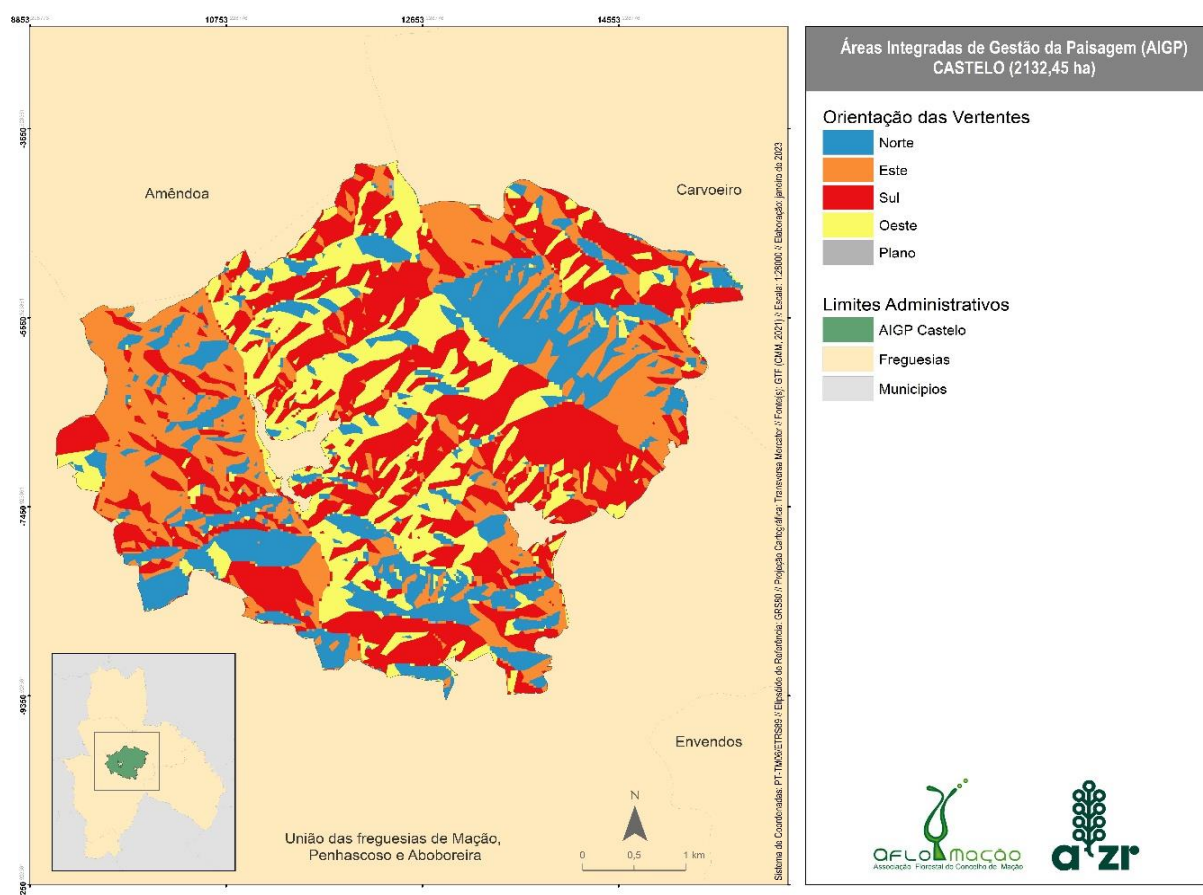 8853
10753
12653
14553
-3650
-5550
-7450
-9350
Amêndoa
Carvoeiro
Envendos
União das freguesias de Mação,
Penhascoso e Aboboreira
N
0 0,5 1 km
Sistema de Coordenadas: PT-TM06/ETRS89 // Elipsóide de Referência: GRS80 // Projeção Cartográfica: Transversa Mercator // Fonte(s): GTF (CMM, 2021) // Escala: 1:25000 // Elaboração: janeiro de 2023
Áreas Integradas de Gestão da Paisagem (AIGP)
CASTELO (2132,45 ha)
Orientação das Vertentes
Norte
Este
Sul
Oeste
Plano
Limites Administrativos
AIGP Castelo
Freguesias
Municipios
aflomação
Associação Florestal do Concelho de Mação
a zr